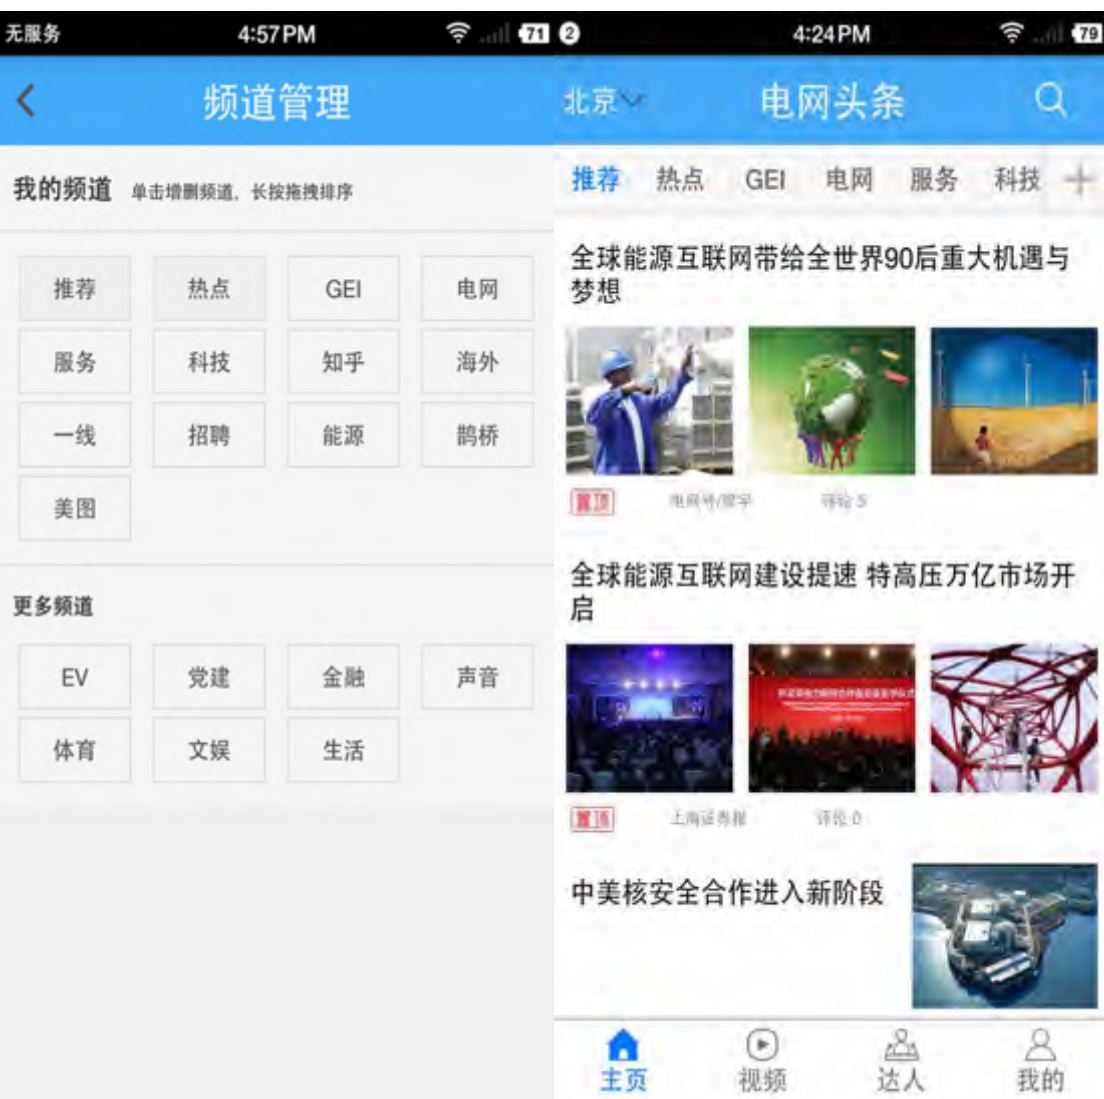 无服务 4:57 PM 71
频道管理
我的频道 单击增删频道，长按拖拽排序
推荐 热点 GEI 电网
服务 科技 知乎 海外
一线 招聘 能源 鹊桥
美图
更多频道
EV 党建 金融 声音
体育 文娱 生活
2 4:24 PM 79
北京 电网头条
推荐 热点 GEI 电网 服务 科技
全球能源互联网带给全世界90后重大机遇与
梦想
置顶 评论 5
全球能源互联网建设提速 特高压万亿市场开
启
置顶 上海证券报 评论 0
中美核安全合作进入新阶段
主页 视频 达人 我的